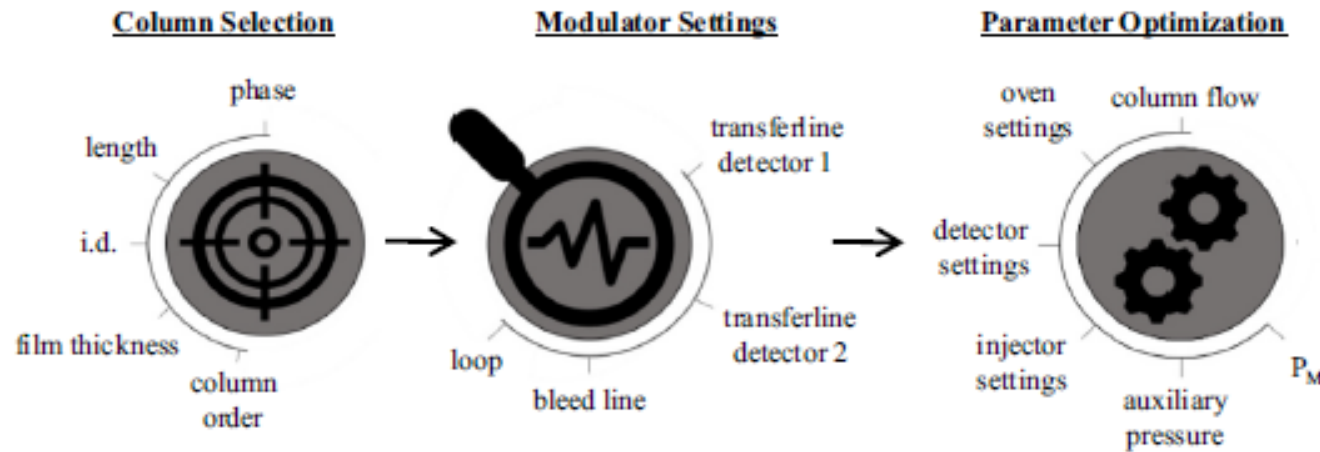 Column Selection
Modulator Settings
Parameter Optimization
phase
length
i.d.
film thickness
column
order
transferline
detector 1
transferline
detector 2
loop
bleed line
oven
settings
column flow
detector
settings
injector
settings
auxiliary
pressure
PM